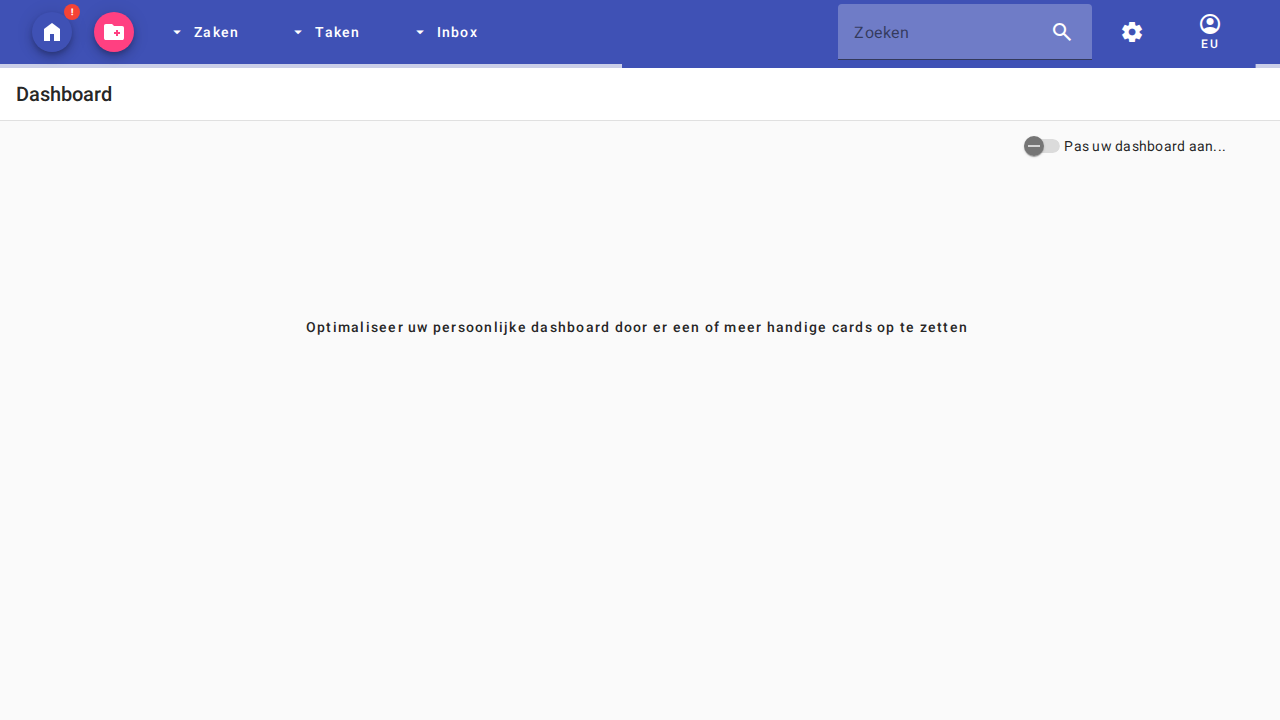 !
Zaken
Taken
Inbox
Zoeken
EU
Dashboard
Pas uw dashboard aan...
Optimaliseer uw persoonlijke dashboard door er een of meer handige cards op te zetten